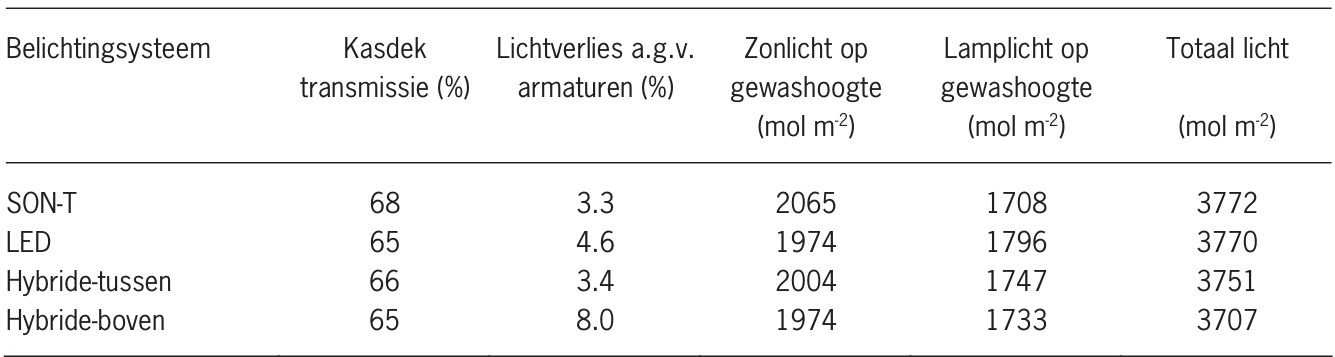 Belichtingsysteem Kasdek Lichtverlies a.g.v. Zonlicht op Lamplicht op Totaal licht
transmissie (%) armaturen (%) gewashoogte gewashoogte
(mol m-2) (mol m-2) (mol m-2)
SON-T 68 3.3 2065 1708 3772
LED 65 4.6 1974 1796 3770
Hybride-tussen 66 3.4 2004 1747 3751
Hybride-boven 65 8.0 1974 1733 3707